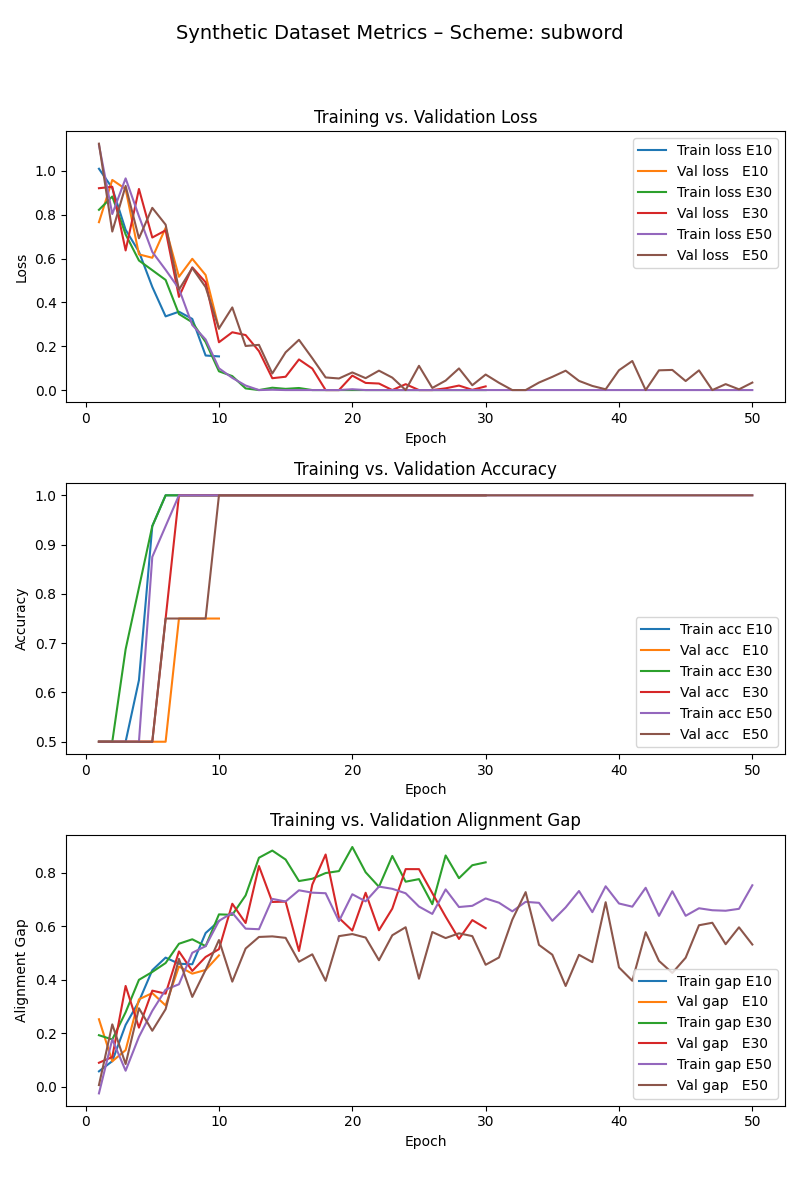 Synthetic Dataset Metrics – Scheme: subword
Training vs. Validation Loss
Loss
1.0
0.8
0.6
0.4
0.2
0.0
Train loss E10
Val loss E10
Train loss E30
Val loss E30
Train loss E50
Val loss E50
0 10 20 30 40 50
Epoch
Training vs. Validation Accuracy
Accuracy
1.0
0.9
0.8
0.7
0.6
0.5
Train acc E10
Val acc E10
Train acc E30
Val acc E30
Train acc E50
Val acc E50
0 10 20 30 40 50
Epoch
Training vs. Validation Alignment Gap
Alignment Gap
0.8
0.6
0.4
0.2
0.0
Train gap E10
Val gap E10
Train gap E30
Val gap E30
Train gap E50
Val gap E50
0 10 20 30 40 50
Epoch